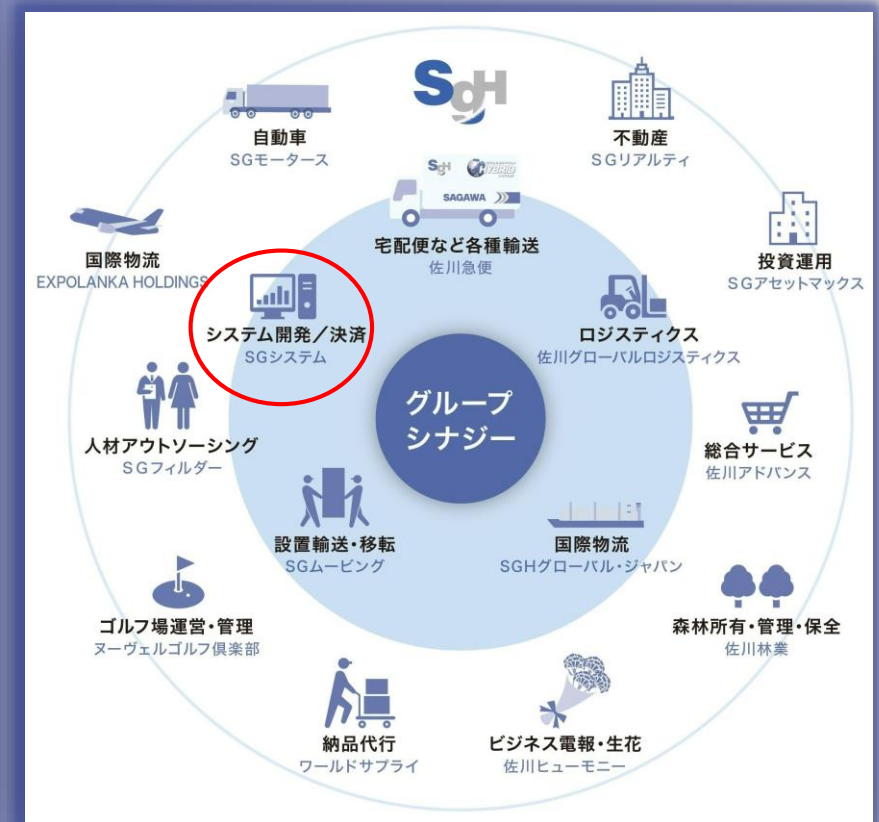 SgH
自動車
SGモータース
不動産
SGリアルティ
SgH
HYBRID
SAGAWA
宅配便など各種輸送
佐川急便
国際物流
EXPOLANKA HOLDINGS
投資運用
SGアセットマックス
システム開発／決済
SGシステム
ロジスティクス
佐川グローバルロジスティクス
グループ
シナジー
人材アウトソーシング
SGフィルダー
総合サービス
佐川アドバンス
設置輸送・移転
SGムービング
国際物流
SGHグローバル・ジャパン
ゴルフ場運営・管理
ヌーヴェルゴルフ倶楽部
森林所有・管理・保全
佐川林業
納品代行
ワールドサプライ
ビジネス電報・生花
佐川ヒューモニー